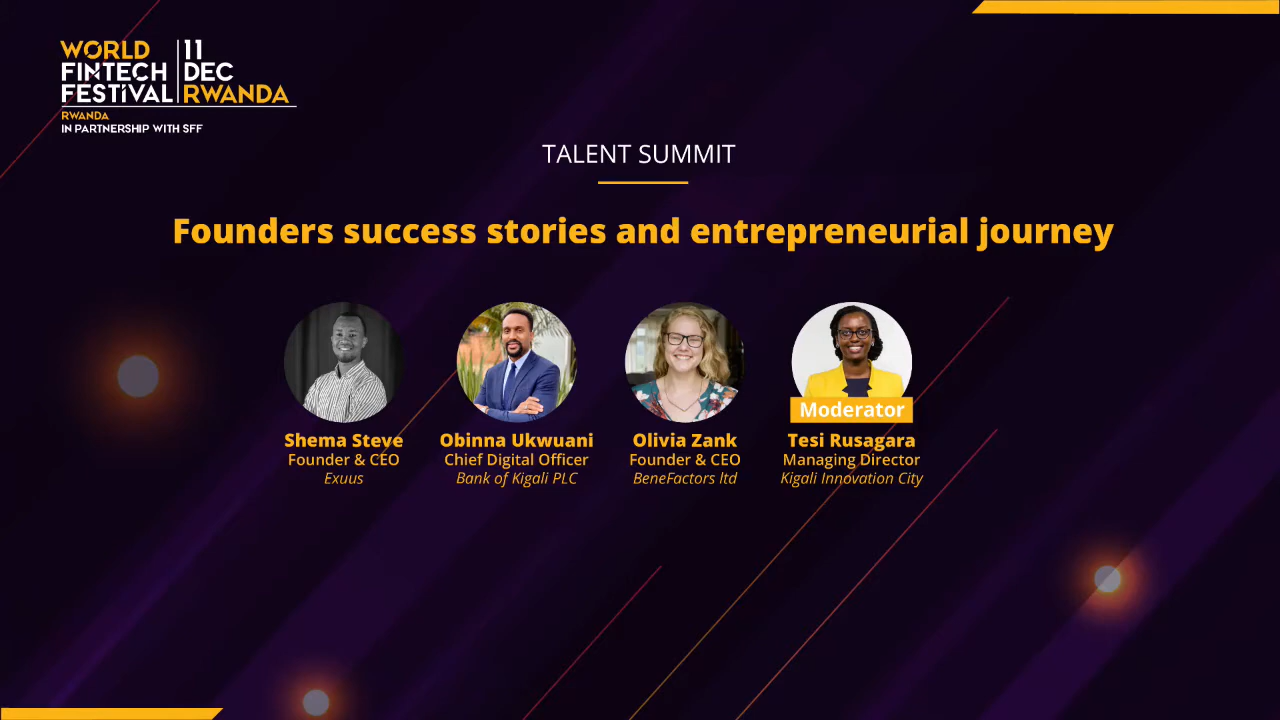 WORLD
FINTECH
FESTIVAL
11
DEC
RWANDA
RWANDA
IN PARTNERSHIP WITH SFF
TALENT SUMMIT
Founders success stories and entrepreneurial journey
Moderator
Shema Steve
Founder & CEO
Exuus
Obinna Ukwuani
Chief Digital Officer
Bank of Kigali PLC
Olivia Zank
Founder & CEO
BeneFactors ltd
Tesi Rusagara
Managing Director
Kigali Innovation City